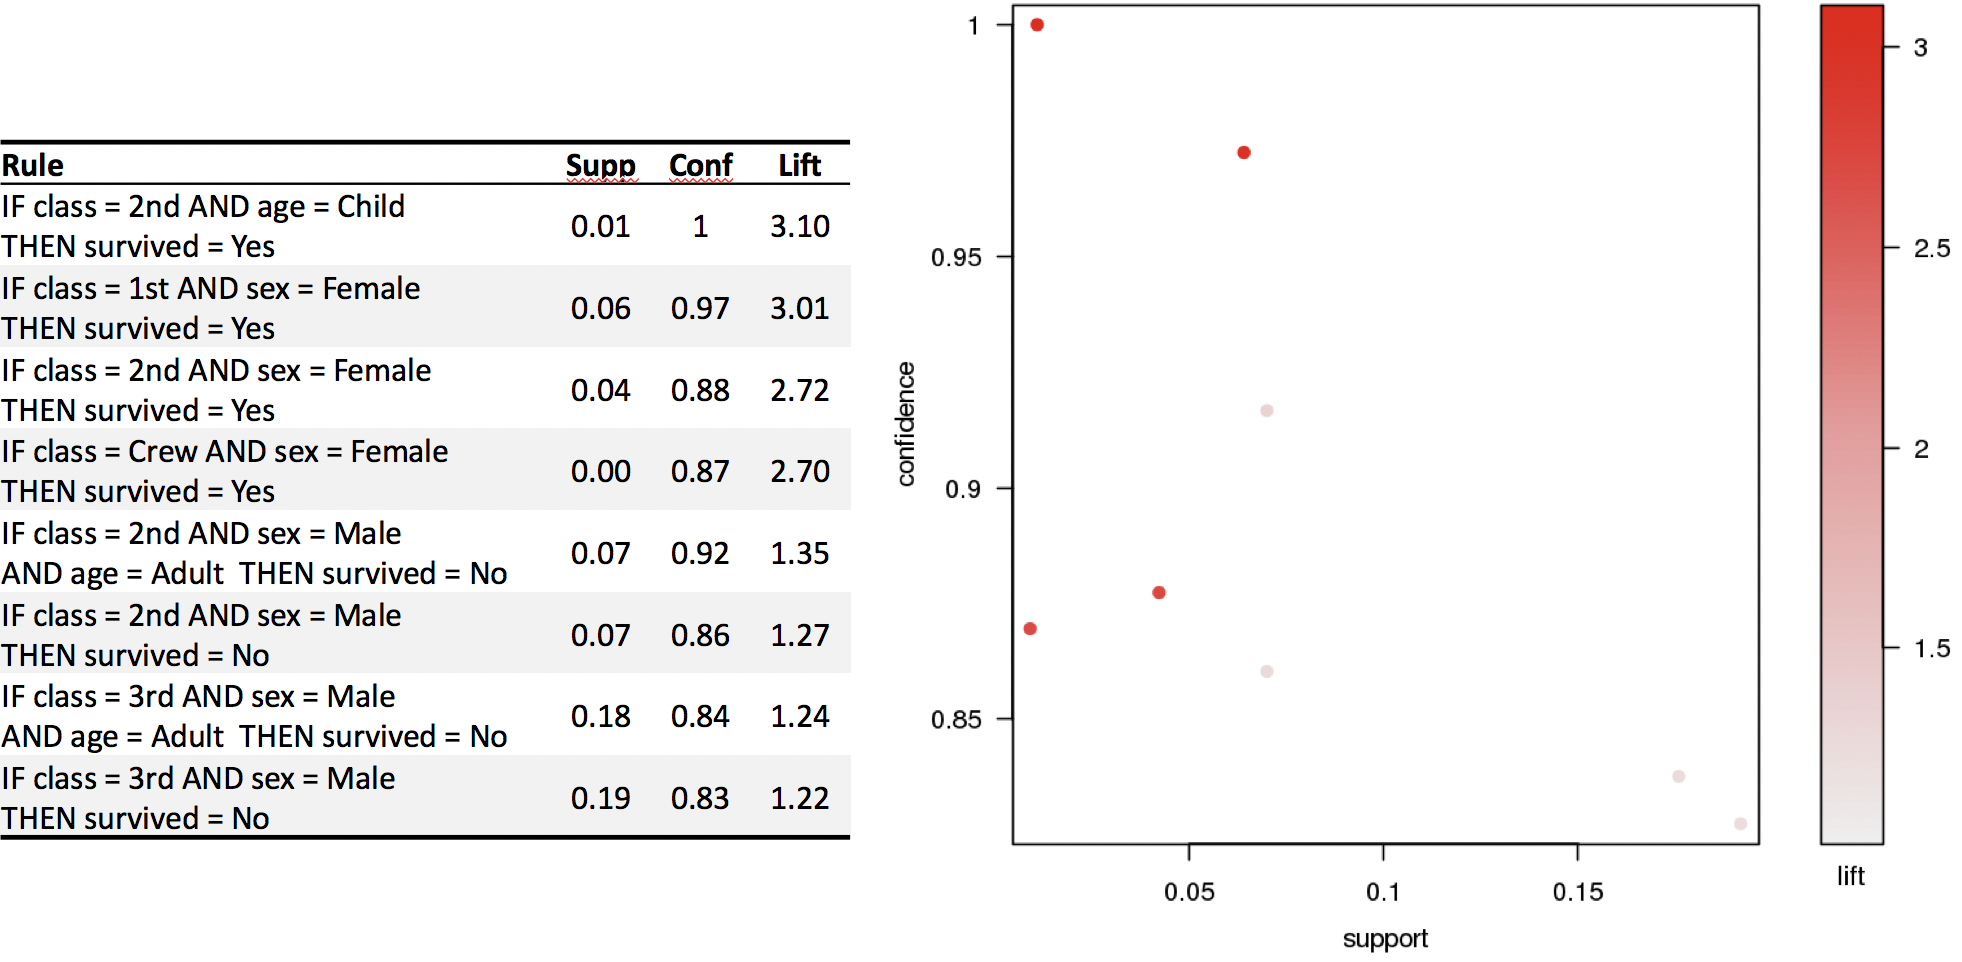 Rule Supp Conf Lift
IF class = 2nd AND age = Child
THEN survived = Yes
0.01 1 3.10
IF class = 1st AND sex = Female
THEN survived = Yes
0.06 0.97 3.01
IF class = 2nd AND sex = Female
THEN survived = Yes
0.04 0.88 2.72
IF class = Crew AND sex = Female
THEN survived = Yes
0.00 0.87 2.70
IF class = 2nd AND sex = Male
AND age = Adult THEN survived = No
0.07 0.92 1.35
IF class = 2nd AND sex = Male
THEN survived = No
0.07 0.86 1.27
IF class = 3rd AND sex = Male
AND age = Adult THEN survived = No
0.18 0.84 1.24
IF class = 3rd AND sex = Male
THEN survived = No
0.19 0.83 1.22
confidence
1
0.95
0.9
0.85
0.05 0.1 0.15
support
3
2.5
2
1.5
lift